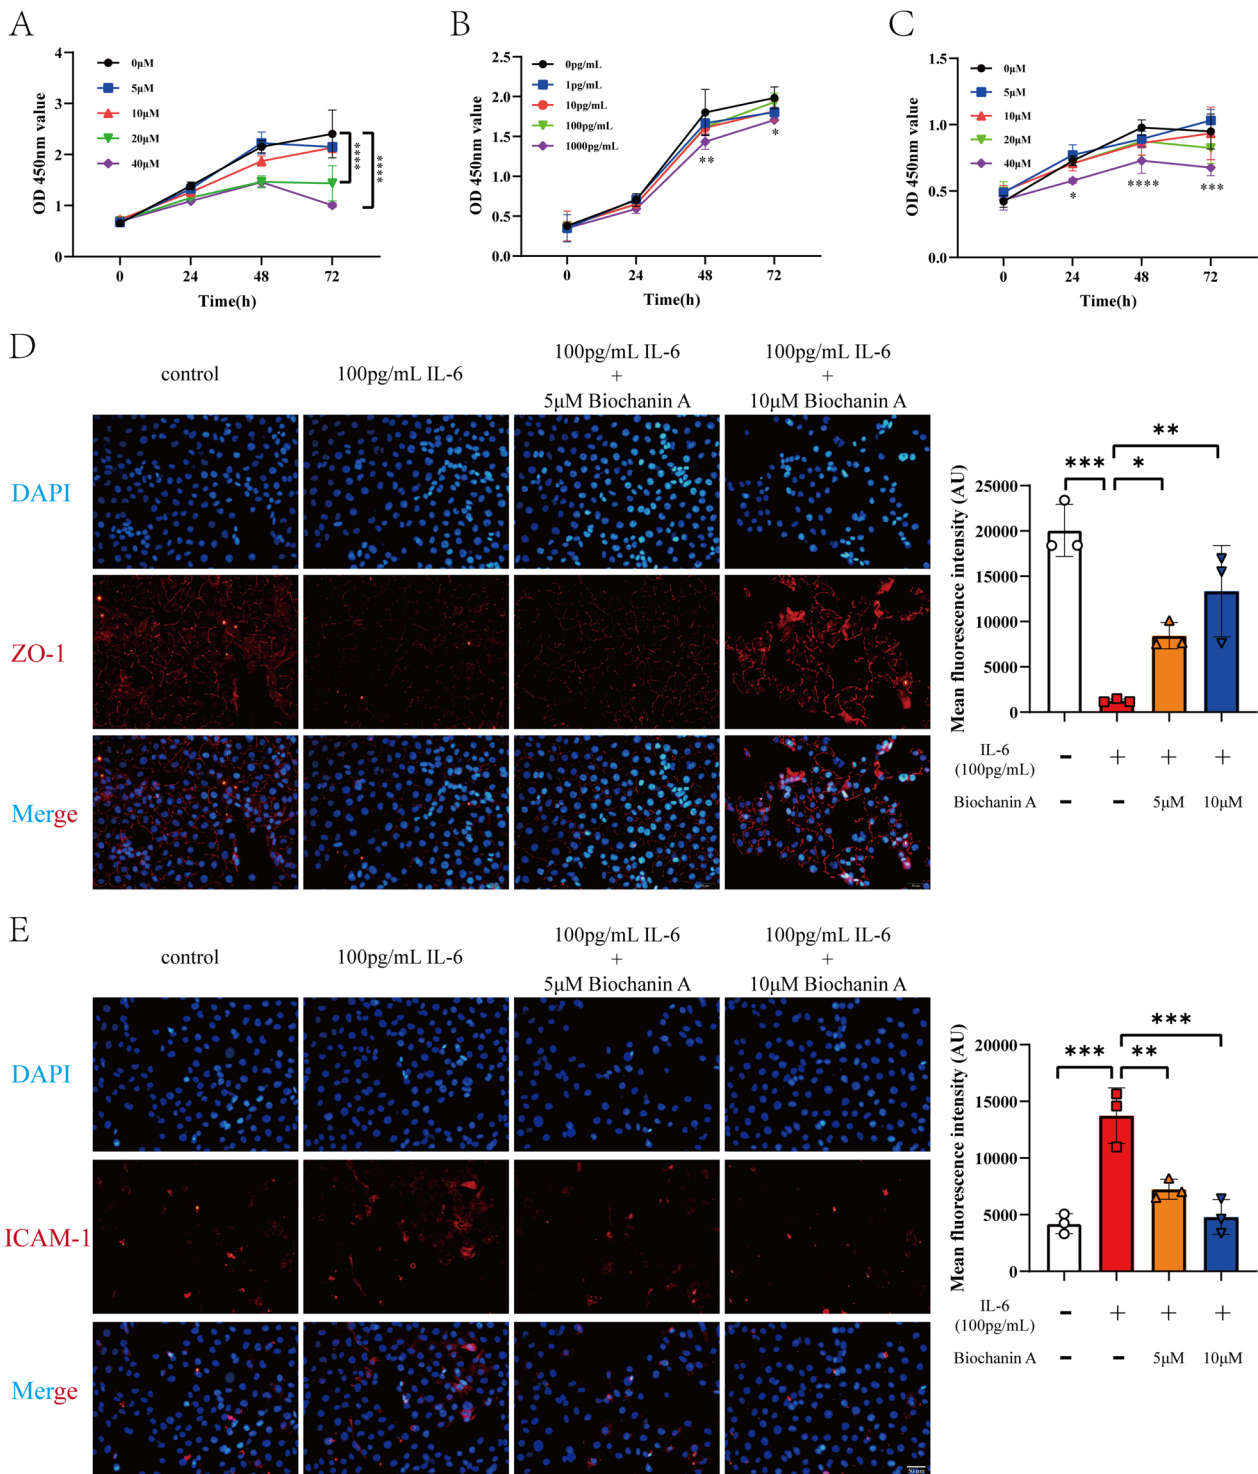 A
4
3
2
1
0
OD 450nm value
0μM
5μM
10μM
20μM
40μM
****
****
0
24
48
72
Time(h)
B
2.5
2.0
1.5
1.0
0.5
0.0
OD 450nm value
0pg/mL
1pg/mL
10pg/mL
100pg/mL
1000pg/mL
**
*
0
24
48
72
Time(h)
C
1.5
1.0
0.5
0.0
OD 450nm value
0μM
5μM
10μM
20μM
40μM
*
****
***
0
24
48
72
Time(h)
D
control
100pg/mL IL-6
100pg/mL IL-6
+
5μM Biochanin A
100pg/mL IL-6
+
10μM Biochanin A
DAPI
ZO-1
Merge
Mean fluorescence intensity (AU)
25000
20000
15000
10000
5000
0
***
*
**
IL-6
(100pg/mL)
- + + +
Biochanin A - - 5μM 10μM
E
control
100pg/mL IL-6
100pg/mL IL-6
+
5μM Biochanin A
100pg/mL IL-6
+
10μM Biochanin A
DAPI
ICAM-1
Merge
50 μm
Mean fluorescence intensity (AU)
20000
15000
10000
5000
0
***
**
***
IL-6
(100pg/mL)
- + + +
Biochanin A - - 5μM 10μM